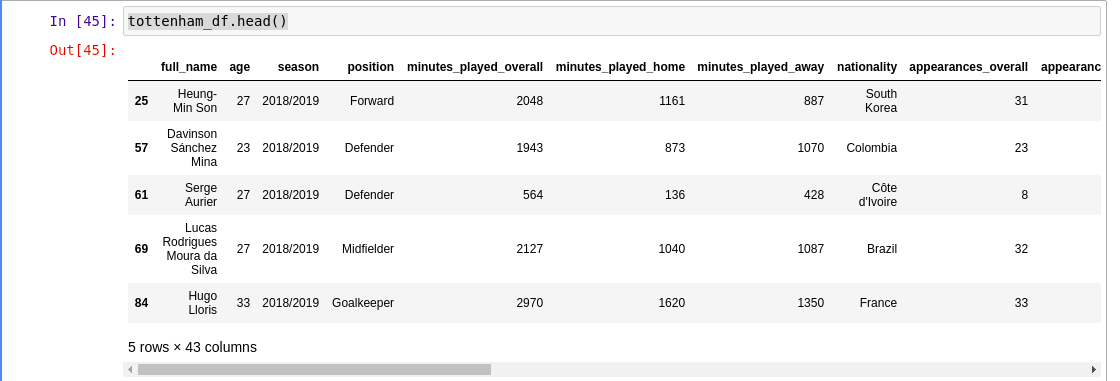 In [45]: tottenham_df.head()
Out[45]:
full_name age season position minutes_played_overall minutes_played_home minutes_played_away nationality appearances_overall appearanc
25 Heung-Min Son 27 2018/2019 Forward 2048 1161 887 South Korea 31
57 Davinson Sánchez Mina 23 2018/2019 Defender 1943 873 1070 Colombia 23
61 Serge Aurier 27 2018/2019 Defender 564 136 428 Côte d'Ivoire 8
69 Lucas Rodrigues Moura da Silva 27 2018/2019 Midfielder 2127 1040 1087 Brazil 32
84 Hugo Lloris 33 2018/2019 Goalkeeper 2970 1620 1350 France 33
5 rows × 43 columns